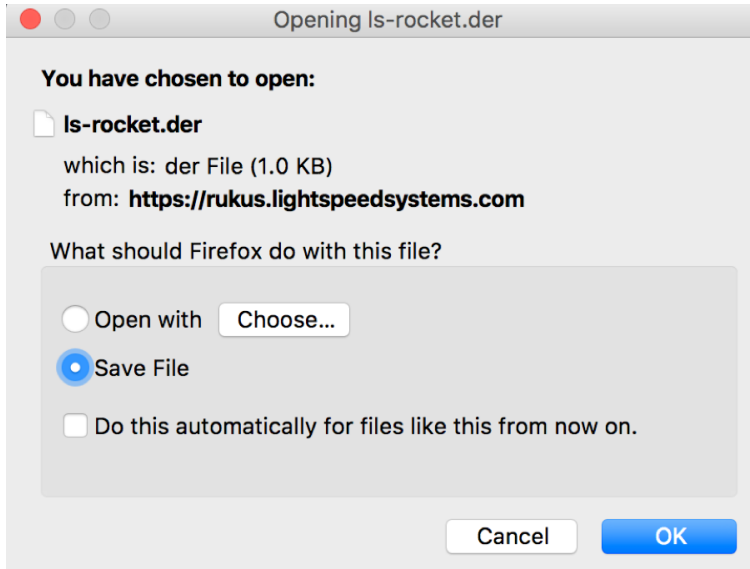 Opening ls-rocket.der
You have chosen to open:
ls-rocket.der
which is: der File (1.0 KB)
from: https://rukus.lightspeedsystems.com
What should Firefox do with this file?
Open with Choose...
Save File
Do this automatically for files like this from now on.
Cancel OK